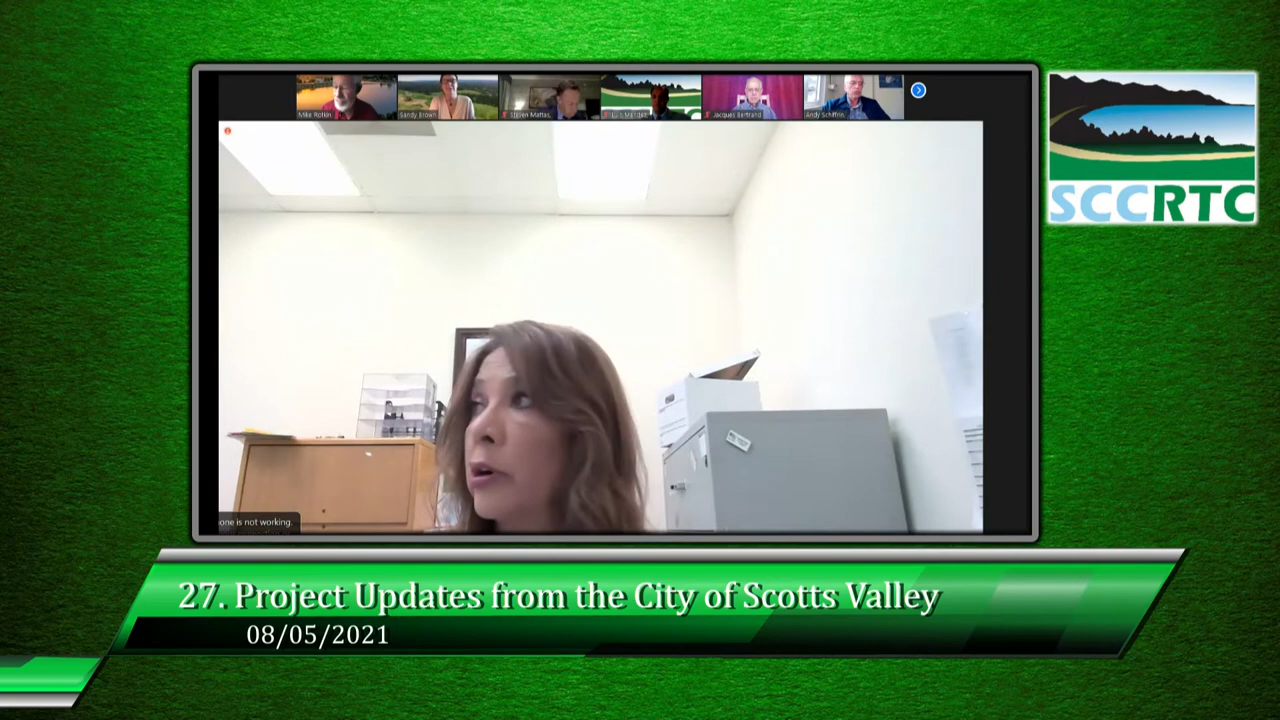 Mike Rotkin
Sandy Brown
Steven Mattas
Jacques Bertrand
Andy Schiffrin
SCCRTC
one is not working.
27. Project Updates from the City of Scotts Valley
08/05/2021